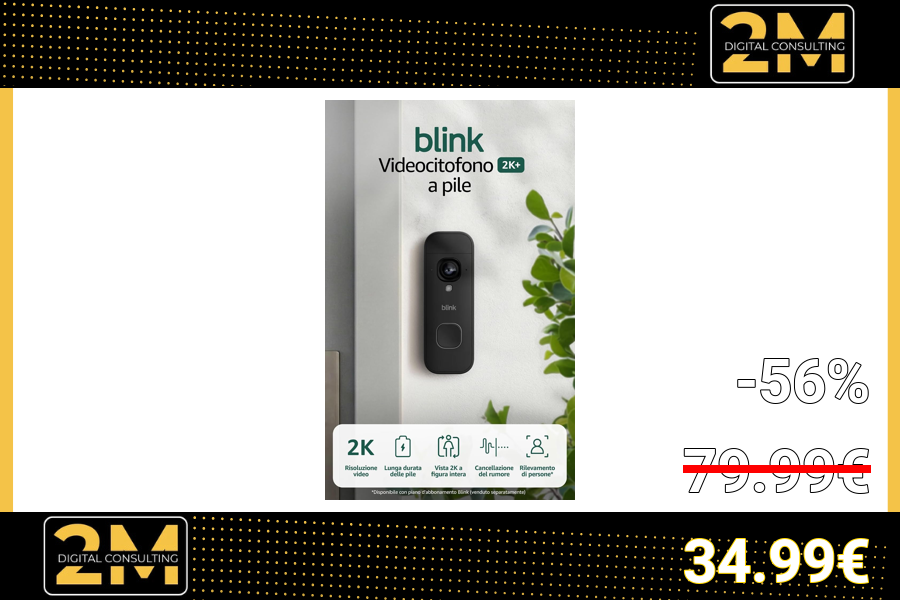 2M
DIGITAL CONSULTING
blink
Videocitofono 2K+
a pile
blink
2K
Risoluzione
video
Lunga durata
delle pile
Vista 2K a
figura intera
Cancellazione
del rumore
Rilevamento
di persone*
*Disponibile con piano d'abbonamento Blink (venduto separatamente)
-56%
79.99€
2M
DIGITAL CONSULTING
34.99€